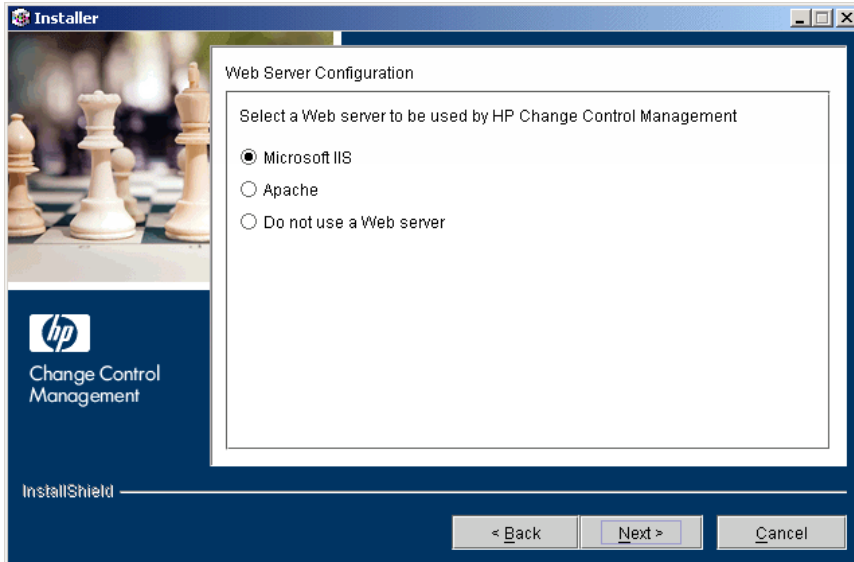 Installer
Web Server Configuration
Select a Web server to be used by HP Change Control Management
Microsoft IIS
Apache
Do not use a Web server
hp
Change Control
Management
InstallShield
< Back
Next >
Cancel